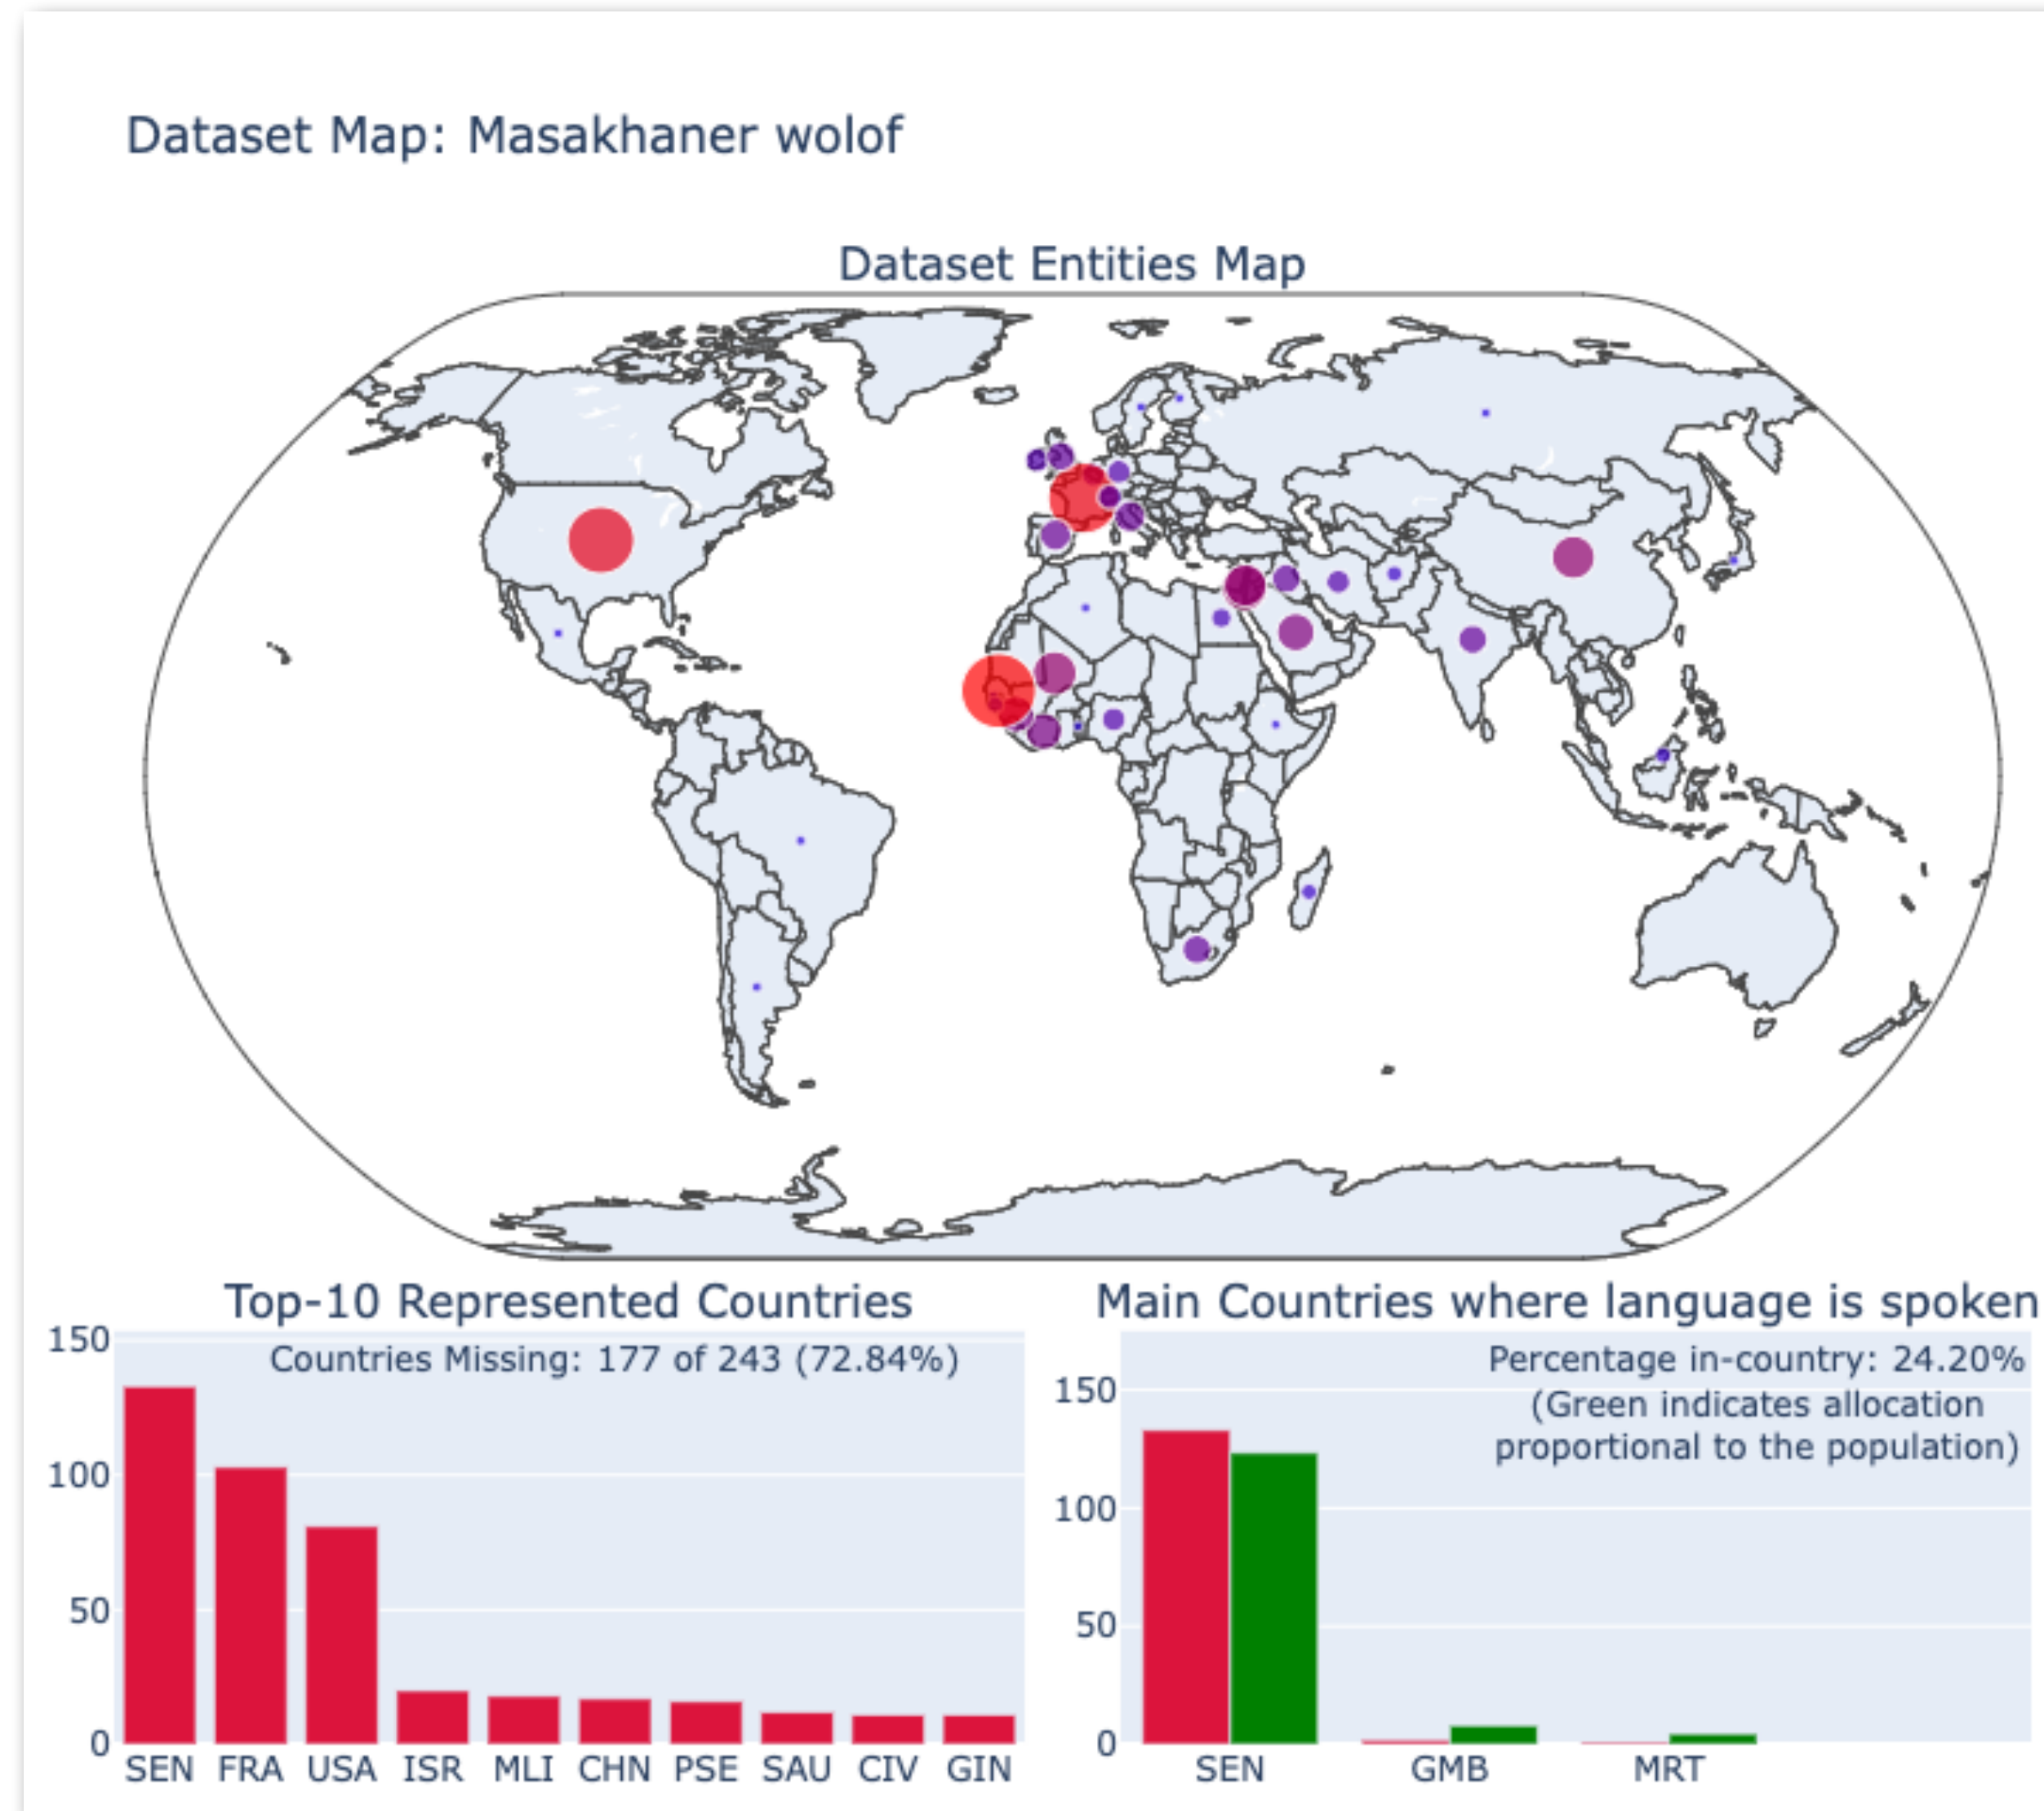 Dataset Map: Masakhaner wolof
Dataset Entities Map
Top-10 Represented Countries
Countries Missing: 177 of 243 (72.84%)
150
100
50
0
SEN FRA USA ISR MLI CHN PSE SAU CIV GIN
Main Countries where language is spoken
Percentage in-country: 24.20%
(Green indicates allocation
proportional to the population)
150
100
50
0
SEN GMB MRT